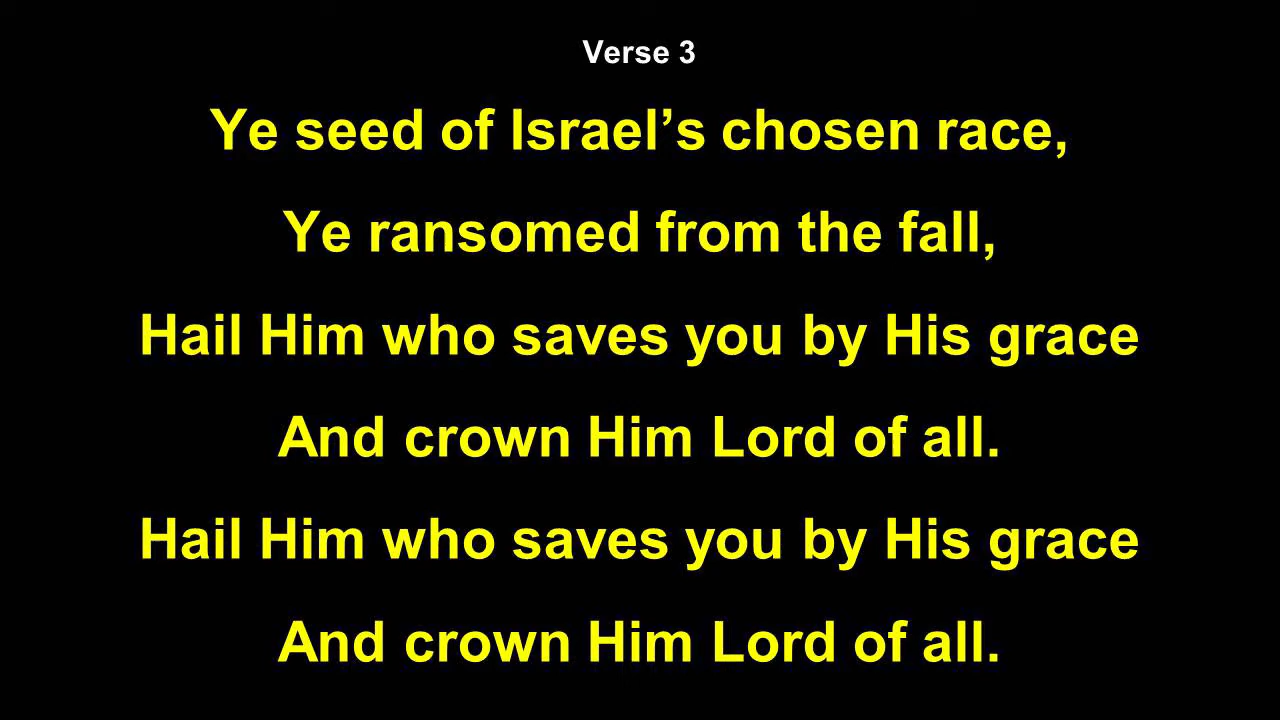 Verse 3
Ye seed of Israel’s chosen race,
Ye ransomed from the fall,
Hail Him who saves you by His grace
And crown Him Lord of all.
Hail Him who saves you by His grace
And crown Him Lord of all.